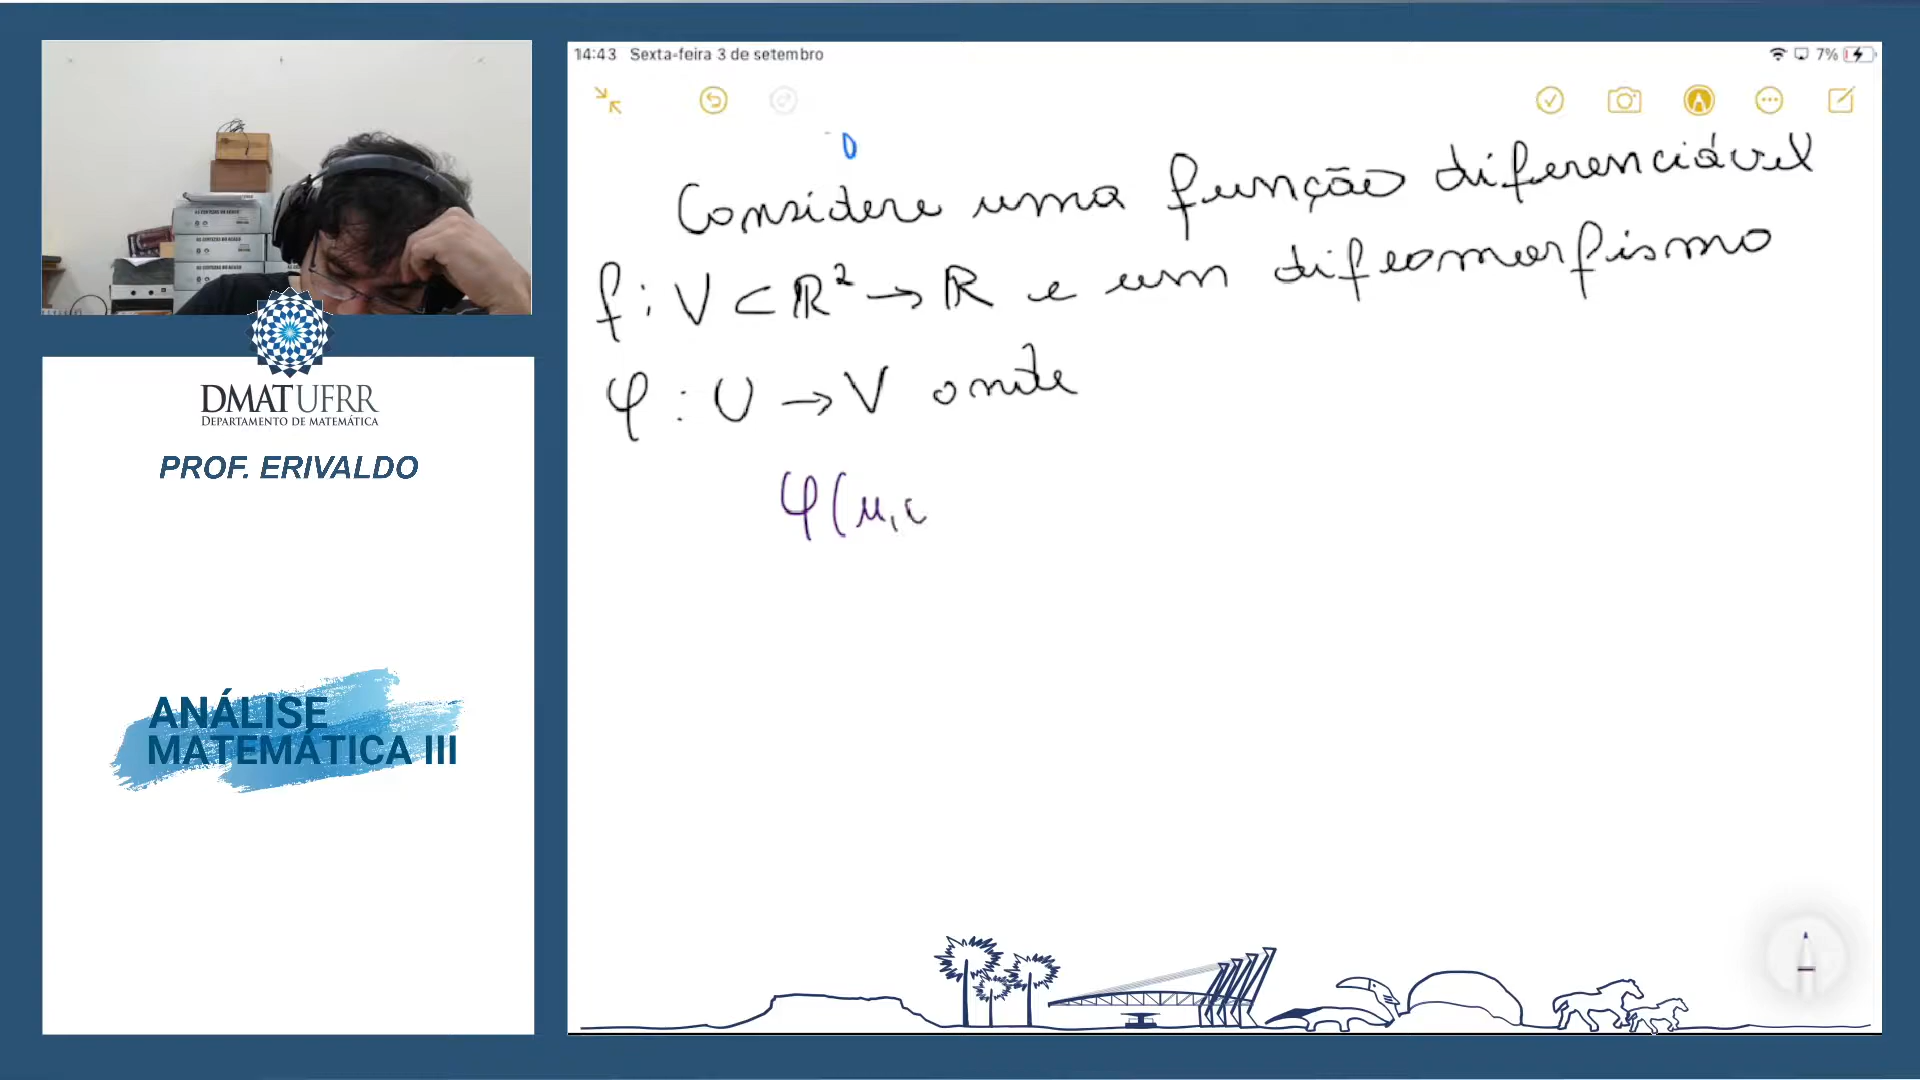 14:43 Sexta-feira 3 de setembro
7%
Considere uma função diferenciável
f : V ⊂ ℝ² → ℝ e um difeomorfismo
φ : U → V onde
φ(u,
DMATUFRR
DEPARTAMENTO DE MATEMÁTICA
PROF. ERIVALDO
ANÁLISE
MATEMÁTICA III